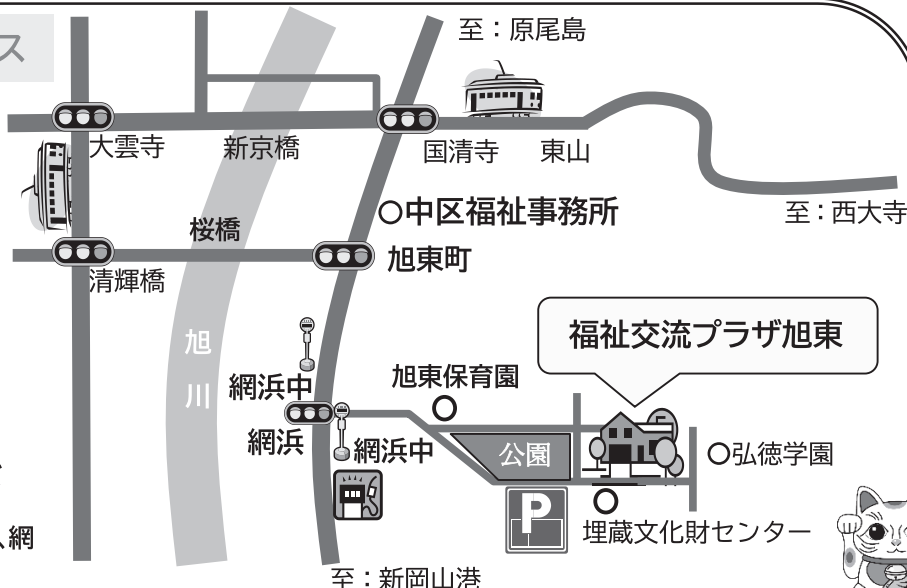 ス
至：原尾島
大雲寺
新京橋
国清寺
東山
中区福祉事務所
至：西大寺
桜橋
旭東町
清輝橋
福祉交流プラザ旭東
旭川
網浜中
旭東保育園
網浜
網浜中
公園
弘徳学園
P
埋蔵文化財センター
、網
至：新岡山港